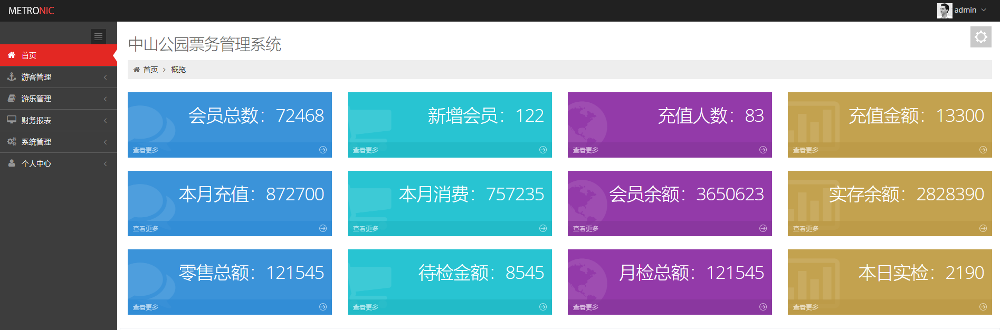 METRONIC
admin
首页
游客管理
游乐管理
财务报表
系统管理
个人中心
中山公园票务管理系统
首页 > 概览
会员总数：72468
查看更多
新增会员：122
查看更多
充值人数：83
查看更多
充值金额：13300
查看更多
本月充值：872700
查看更多
本月消费：757235
查看更多
会员余额：3650623
查看更多
实存余额：2828390
查看更多
零售总额：121545
查看更多
待检金额：8545
查看更多
月检总额：121545
查看更多
本日实检：2190
查看更多